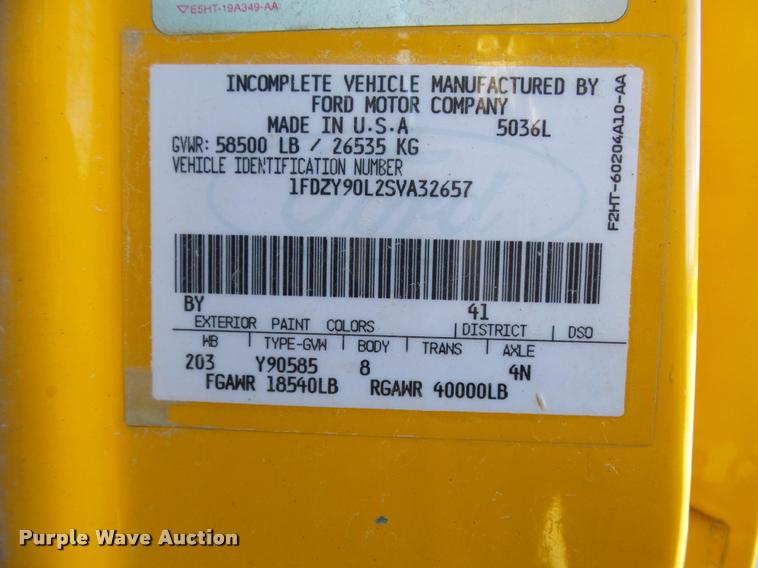 ▽E5HT-19A349-AA
INCOMPLETE VEHICLE MANUFACTURED BY
FORD MOTOR COMPANY
MADE IN U.S.A 5036L
GVWR: 58500 LB / 26535 KG
VEHICLE IDENTIFICATION NUMBER
1FDZY90L2SVA32657
F2HT-60204A10-AA
Ford
BY 41
EXTERIOR PAINT COLORS DISTRICT DSO
WB TYPE-GVW BODY TRANS AXLE
203 Y90585 8 4N
FGAWR 18540LB RGAWR 40000LB
Purple Wave Auction